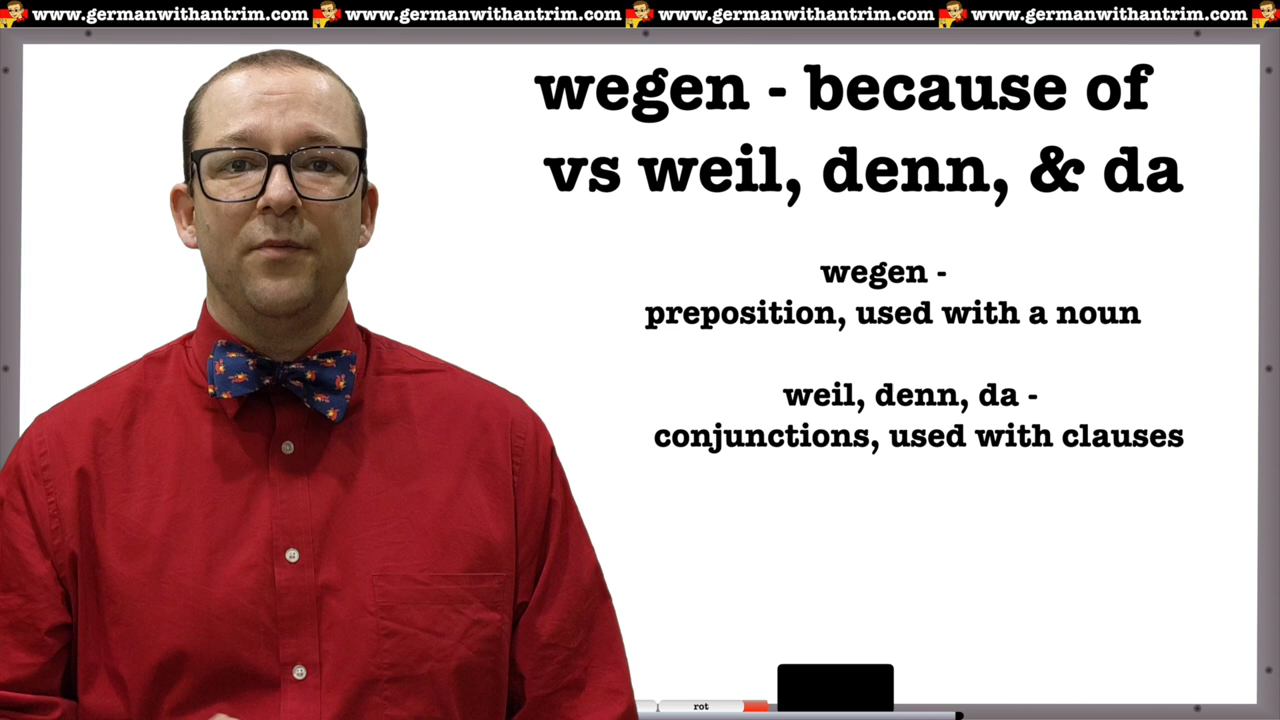 www.germanwithantrim.com www.germanwithantrim.com www.germanwithantrim.com www.germanwithantrim.com
wegen - because of
vs weil, denn, & da
wegen -
preposition, used with a noun
weil, denn, da -
conjunctions, used with clauses
rot